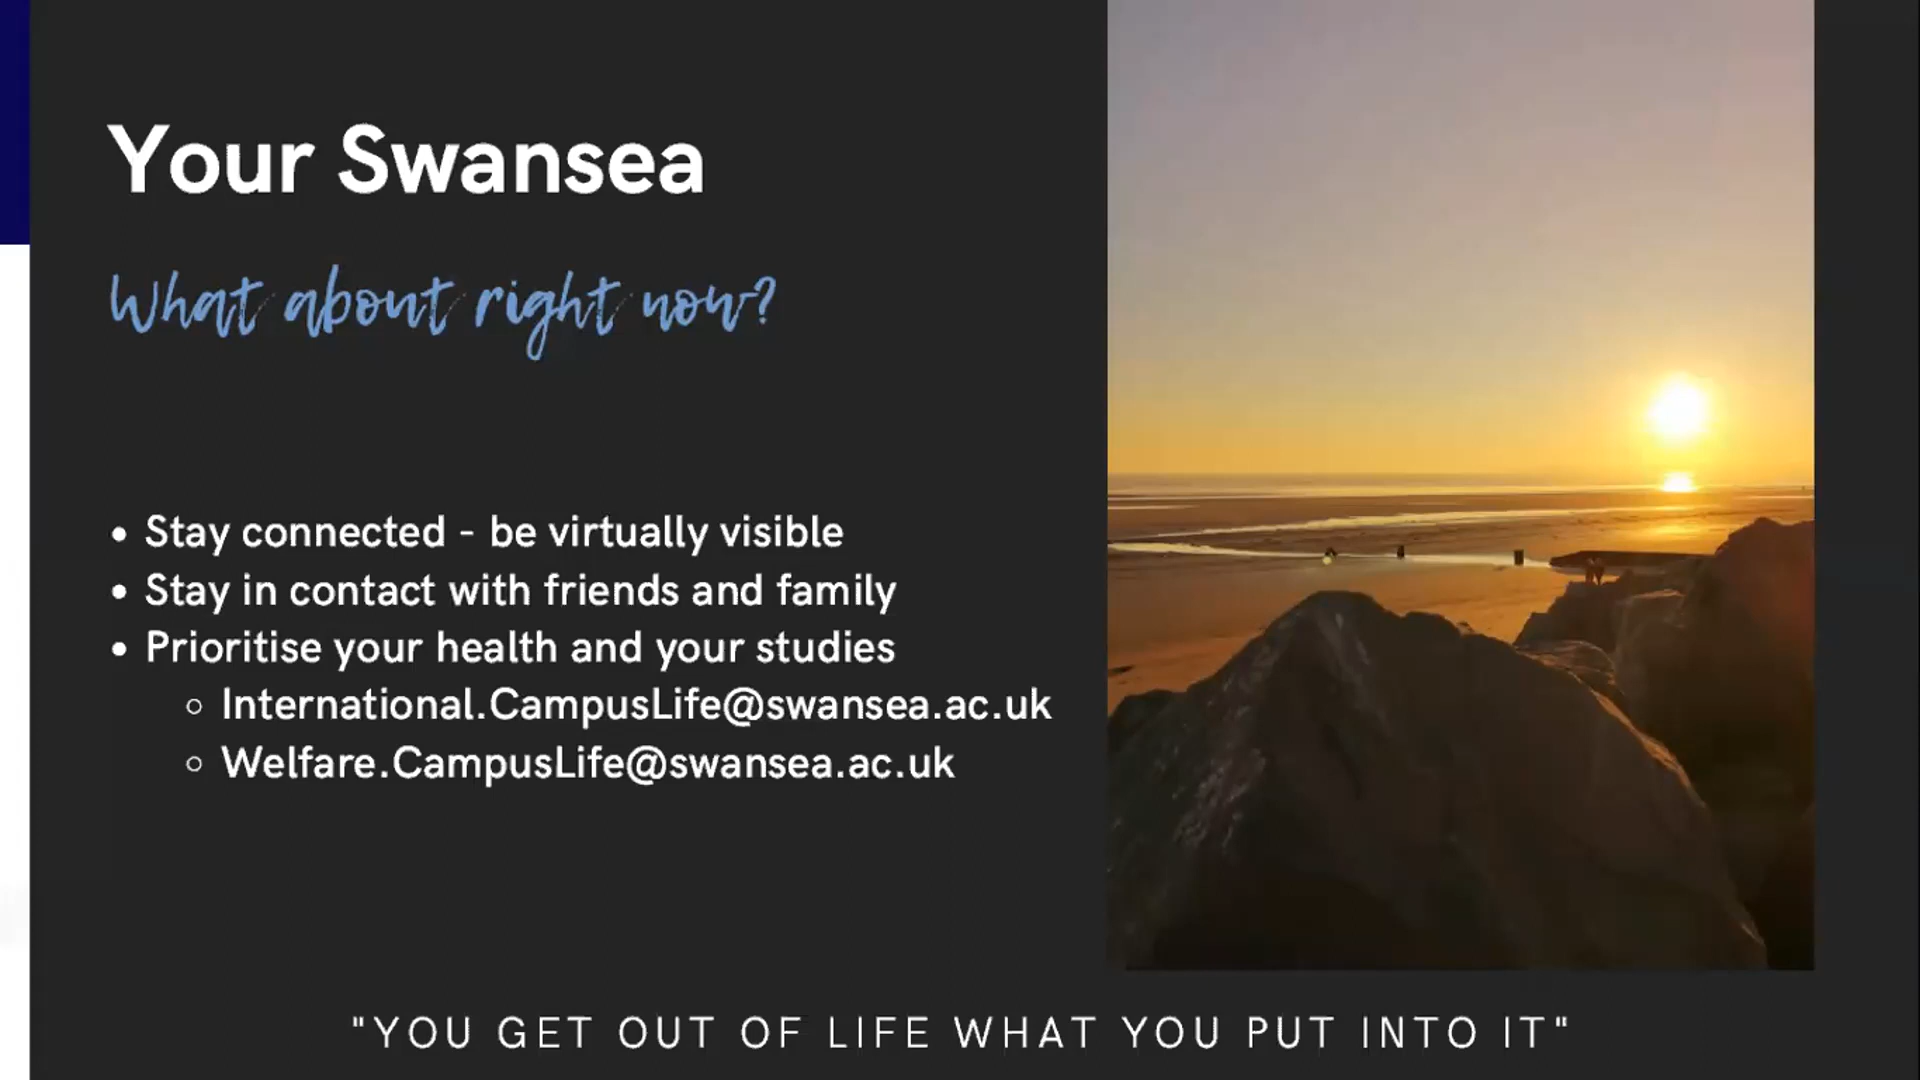 Your Swansea
What about right now?
• Stay connected - be virtually visible
• Stay in contact with friends and family
• Prioritise your health and your studies
○ International.CampusLife@swansea.ac.uk
○ Welfare.CampusLife@swansea.ac.uk
"YOU GET OUT OF LIFE WHAT YOU PUT INTO IT"